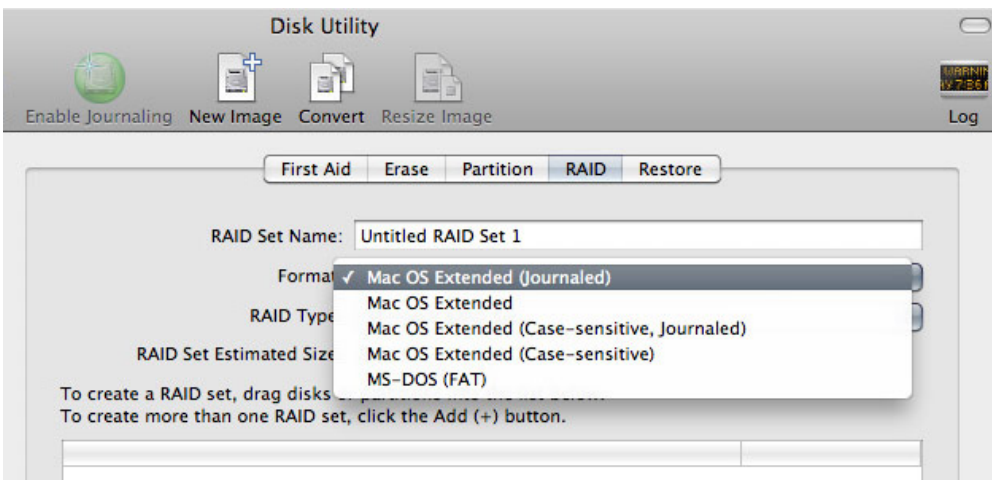 Disk Utility
Enable Journaling New Image Convert Resize Image Log
First Aid Erase Partition RAID Restore
RAID Set Name: Untitled RAID Set 1
Format ✓ Mac OS Extended (Journaled)
Mac OS Extended
RAID Type
Mac OS Extended (Case-sensitive, Journaled)
RAID Set Estimated Size
Mac OS Extended (Case-sensitive)
MS-DOS (FAT)
To create a RAID set, drag disks
To create more than one RAID set, click the Add (+) button.